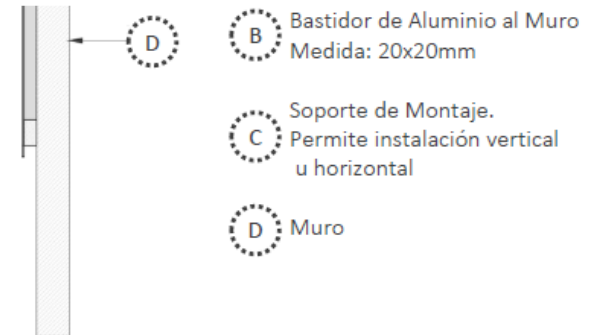 D
B
Bastidor de Aluminio al Muro
Medida: 20x20mm
C
Soporte de Montaje.
Permite instalación vertical
u horizontal
D
Muro